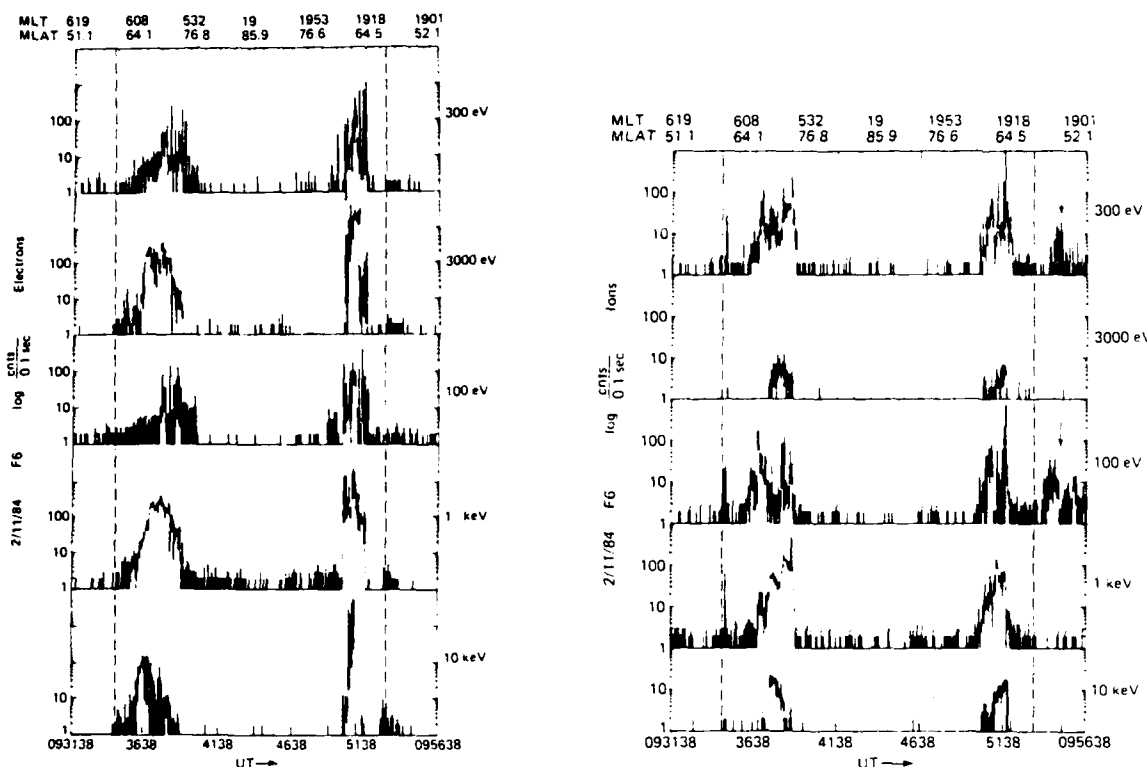 MLT 619 608 532 19 1953 1918 1901
MLAT 51.1 64 1 76 8 85.9 76 6 64 5 52 1
100
10
1
300 eV
Electrons
100
10
1
3000 eV
log cnts
0 1 sec
100
10
1
100 eV
2/11/84 F6
100
10
1
1 keV
10
1
10 keV
093138 3638 4138 4638 5138 095638
UT →
MLT 619 608 532 19 1953 1918 1901
MLAT 51 1 64 1 76 8 85 9 76 6 64 5 52 1
100
10
1
300 eV
Ions
100
10
1
3000 eV
log cnts
0 1 sec
100
10
1
100 eV
2/11/84 F6
100
10
1
1 keV
10
1
10 keV
093138 3638 4138 4638 5138 095638
UT →